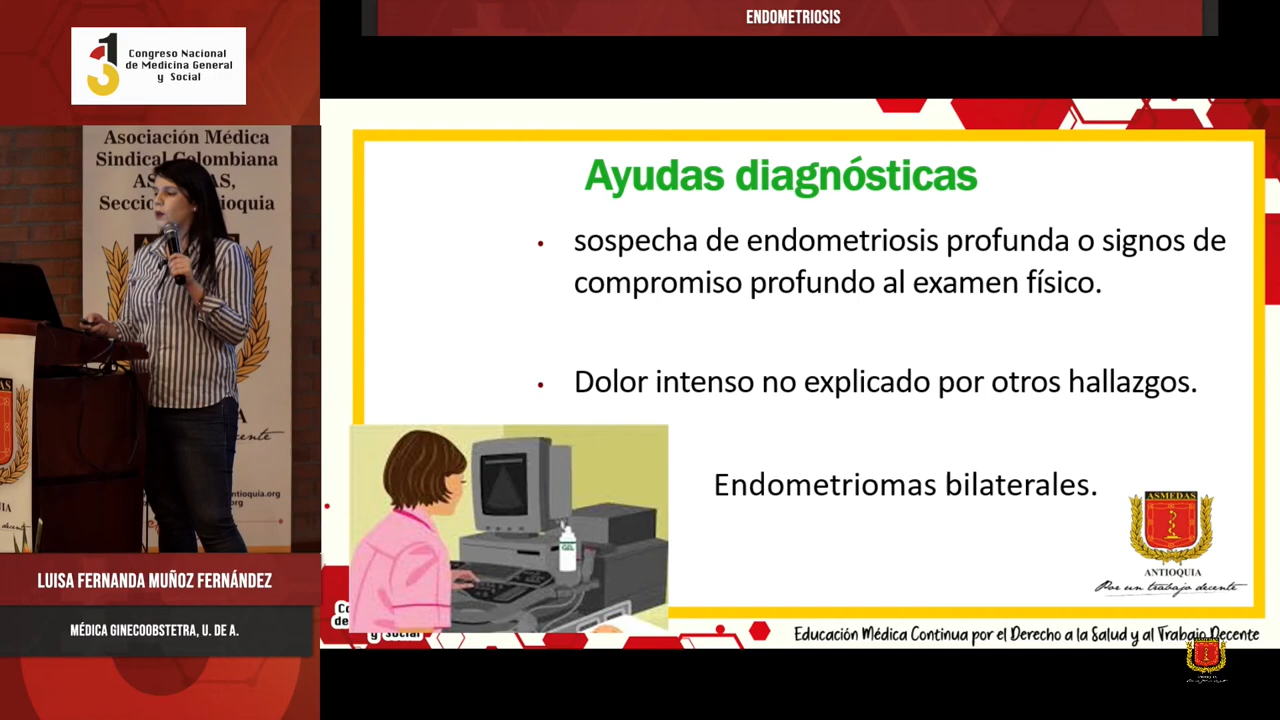 ENDOMETRIOSIS
31
Congreso Nacional
de Medicina General
y Social
Asociación Médica
Sindical Colombiana
Ayudas diagnósticas
• sospecha de endometriosis profunda o signos de
compromiso profundo al examen físico.
• Dolor intenso no explicado por otros hallazgos.
Endometriomas bilaterales.
GEL
ASMEDAS
ANTIOQUIA
Por un trabajo decente
y Social
Educación Médica Continua por el Derecho a la Salud y al Trabajo Decente
LUISA FERNANDA MUÑOZ FERNÁNDEZ
MÉDICA GINECOOBSTETRA, U. DE A.